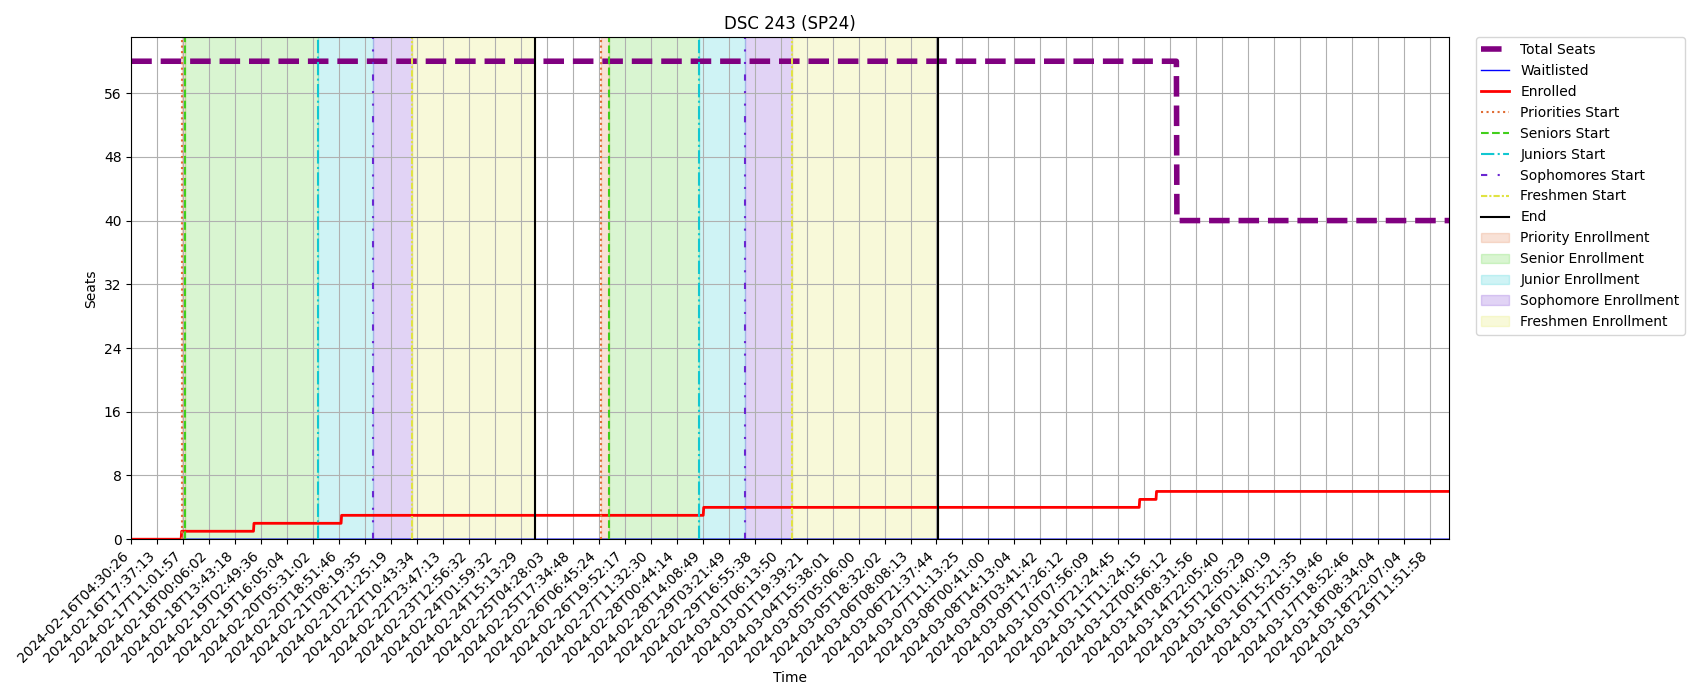 DSC 243 (SP24)
Seats
56
48
40
32
24
16
8
0
2024-02-16T04:30:26
2024-02-16T17:37:13
2024-02-17T11:01:57
2024-02-18T00:06:02
2024-02-18T13:43:18
2024-02-19T02:49:36
2024-02-19T16:05:04
2024-02-20T05:31:02
2024-02-20T18:51:46
2024-02-21T08:19:35
2024-02-21T21:25:19
2024-02-22T10:43:34
2024-02-22T23:47:13
2024-02-23T12:56:32
2024-02-24T01:59:32
2024-02-24T15:13:29
2024-02-25T04:28:03
2024-02-25T17:34:48
2024-02-26T06:45:24
2024-02-26T19:52:17
2024-02-27T11:32:30
2024-02-28T00:44:14
2024-02-28T14:08:49
2024-02-29T03:21:49
2024-02-29T16:55:38
2024-03-01T06:13:50
2024-03-01T19:39:21
2024-03-04T15:38:01
2024-03-05T05:06:00
2024-03-05T18:32:02
2024-03-06T08:08:13
2024-03-06T21:37:44
2024-03-07T11:13:25
2024-03-08T00:41:00
2024-03-08T14:13:04
2024-03-09T03:41:42
2024-03-09T17:26:12
2024-03-10T07:56:09
2024-03-10T21:24:45
2024-03-11T11:24:15
2024-03-12T00:56:12
2024-03-14T08:31:56
2024-03-14T22:05:40
2024-03-15T12:05:29
2024-03-16T01:40:19
2024-03-16T15:21:35
2024-03-17T05:19:46
2024-03-17T18:52:46
2024-03-18T08:34:04
2024-03-18T22:07:04
2024-03-19T11:51:58
Time
Total Seats
Waitlisted
Enrolled
Priorities Start
Seniors Start
Juniors Start
Sophomores Start
Freshmen Start
End
Priority Enrollment
Senior Enrollment
Junior Enrollment
Sophomore Enrollment
Freshmen Enrollment